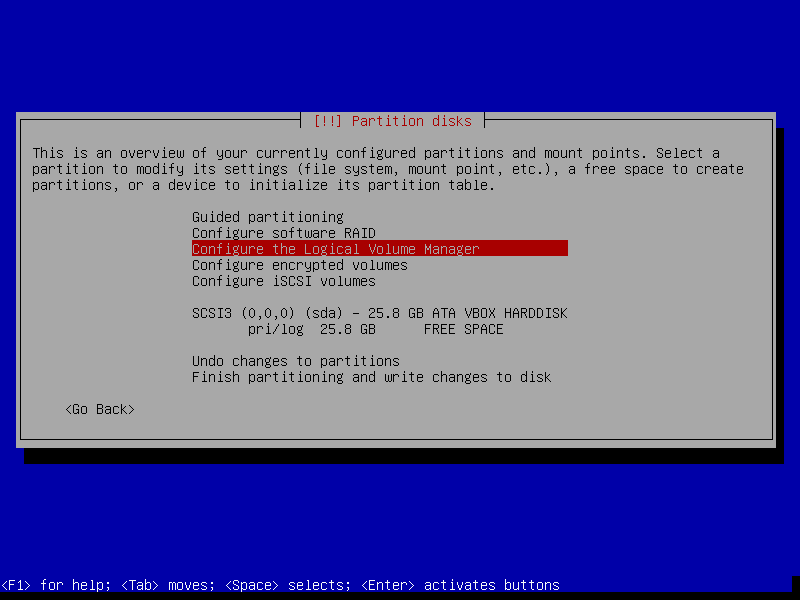 [!!] Partition disks
This is an overview of your currently configured partitions and mount points. Select a
partition to modify its settings (file system, mount point, etc.), a free space to create
partitions, or a device to initialize its partition table.
Guided partitioning
Configure software RAID
Configure the Logical Volume Manager
Configure encrypted volumes
Configure iSCSI volumes
SCSI3 (0,0,0) (sda) - 25.8 GB ATA VBOX HARDDISK
pri/log 25.8 GB FREE SPACE
Undo changes to partitions
Finish partitioning and write changes to disk
<Go Back>
<F1> for help; <Tab> moves; <Space> selects; <Enter> activates buttons